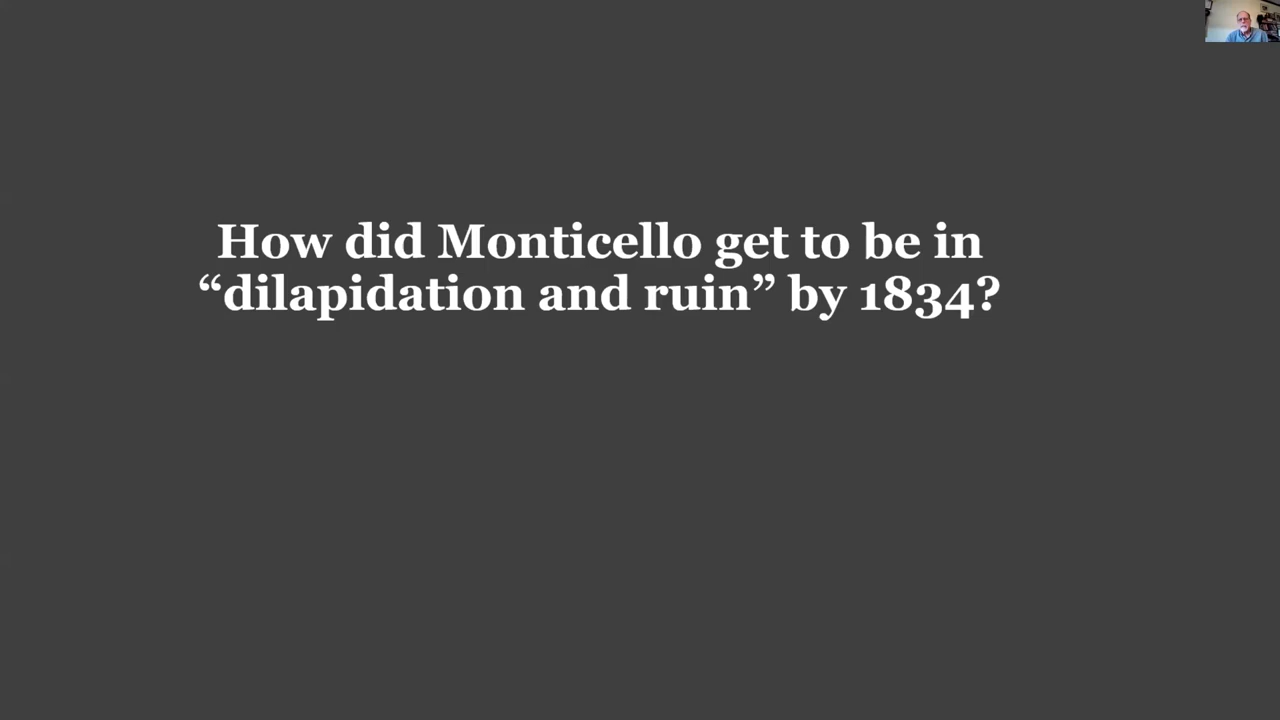 How did Monticello get to be in
“dilapidation and ruin” by 1834?